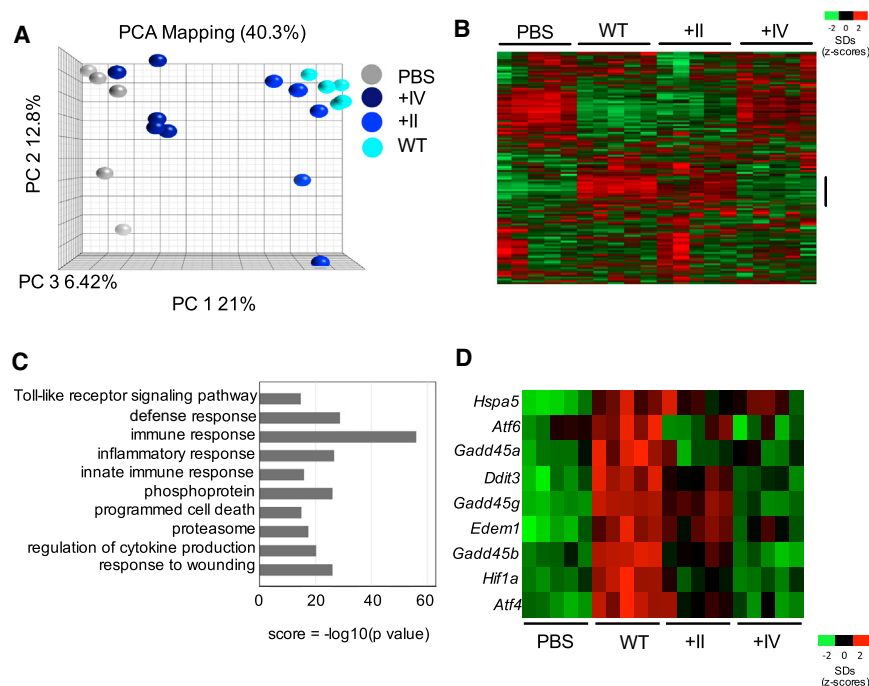 A
PCA Mapping (40.3%)
PC 2 12.8%
PC 3 6.42%
PC 1 21%
PBS
+IV
+II
WT
B
PBS WT +II +IV
-2 0 2
SDs
(z-scores)
C
Toll-like receptor signaling pathway
defense response
immune response
inflammatory response
innate immune response
phosphoprotein
programmed cell death
proteasome
regulation of cytokine production
response to wounding
0 20 40 60
score = -log10(p value)
D
Hspa5
Atf6
Gadd45a
Ddit3
Gadd45g
Edem1
Gadd45b
Hif1a
Atf4
PBS WT +II +IV
-2 0 2
SDs
(z-scores)